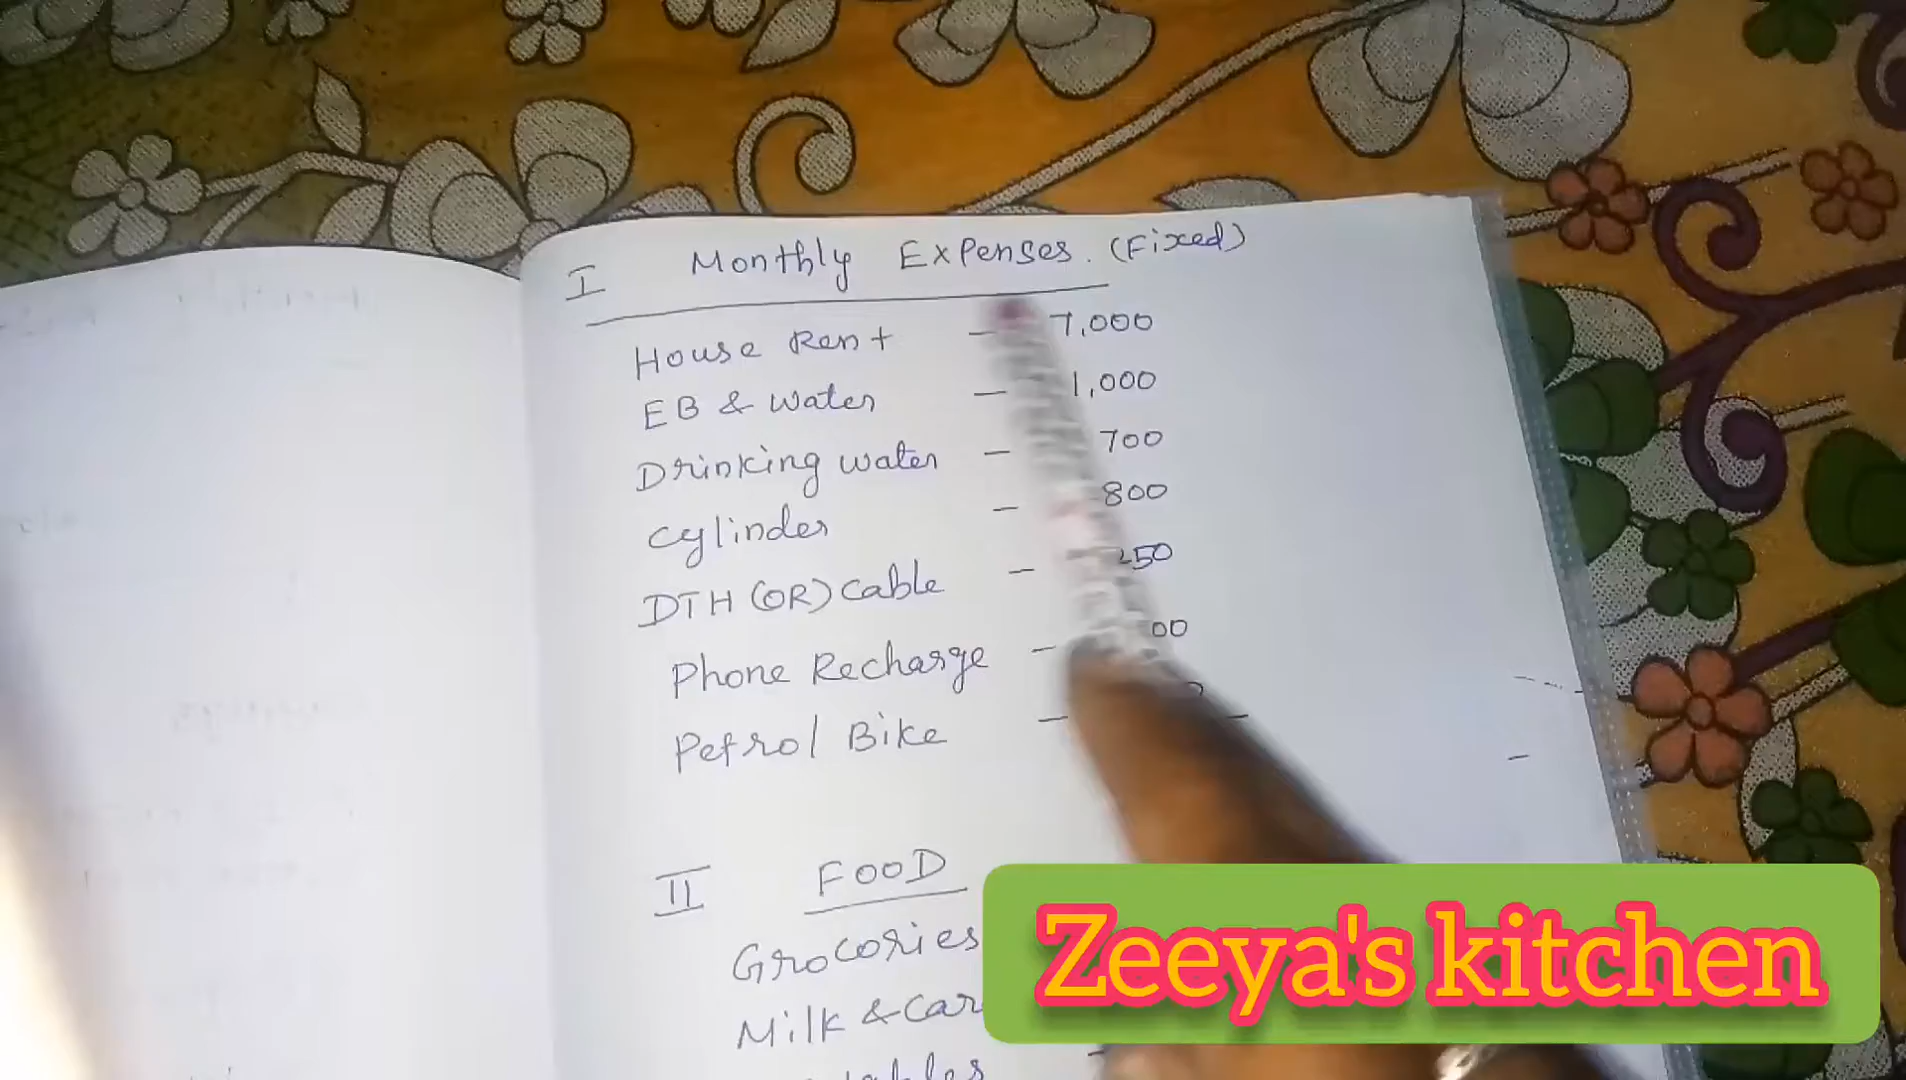 I Monthly Expenses. (Fixed)
House Rent - 7,000
EB & Water - 1,000
Drinking water - 700
Cylinder - 800
DTH (OR) Cable - 250
Phone Recharge -
Petrol Bike -
II FOOD
Grocories
Milk &
Zeeya's kitchen